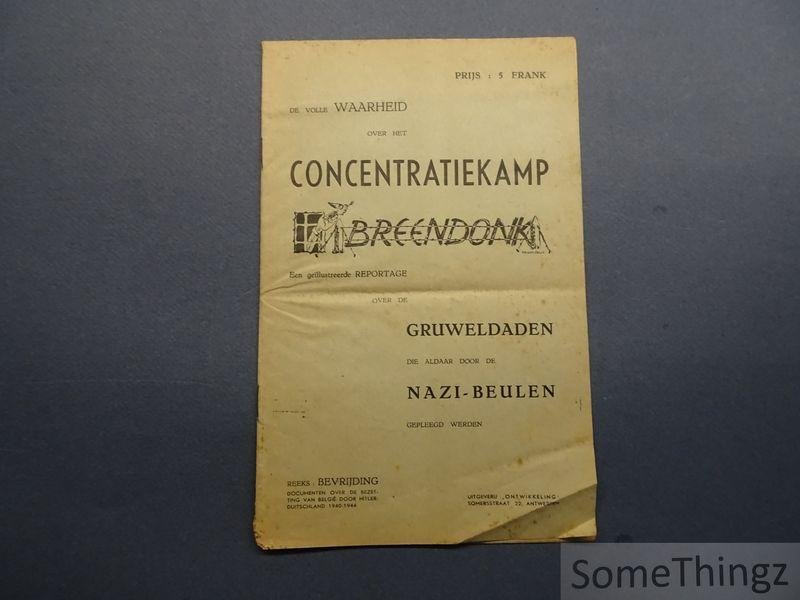 PRIJS : 5 FRANK
DE VOLLE WAARHEID
OVER HET
CONCENTRATIEKAMP
BREENDONK
Een geïllustreerde REPORTAGE
OVER DE
GRUWELDADEN
DIE ALDAAR DOOR DE
NAZI-BEULEN
GEPLEEGD WERDEN
REEKS : BEVRIJDING
DOCUMENTEN OVER DE BEZET-
TING VAN BELGIË DOOR HITLER-
DUITSCHLAND 1940-1944
UITGEVERIJ „ONTWIKKELING"
SOMERSSTRAAT 22, ANTWERPEN
SomeThingz